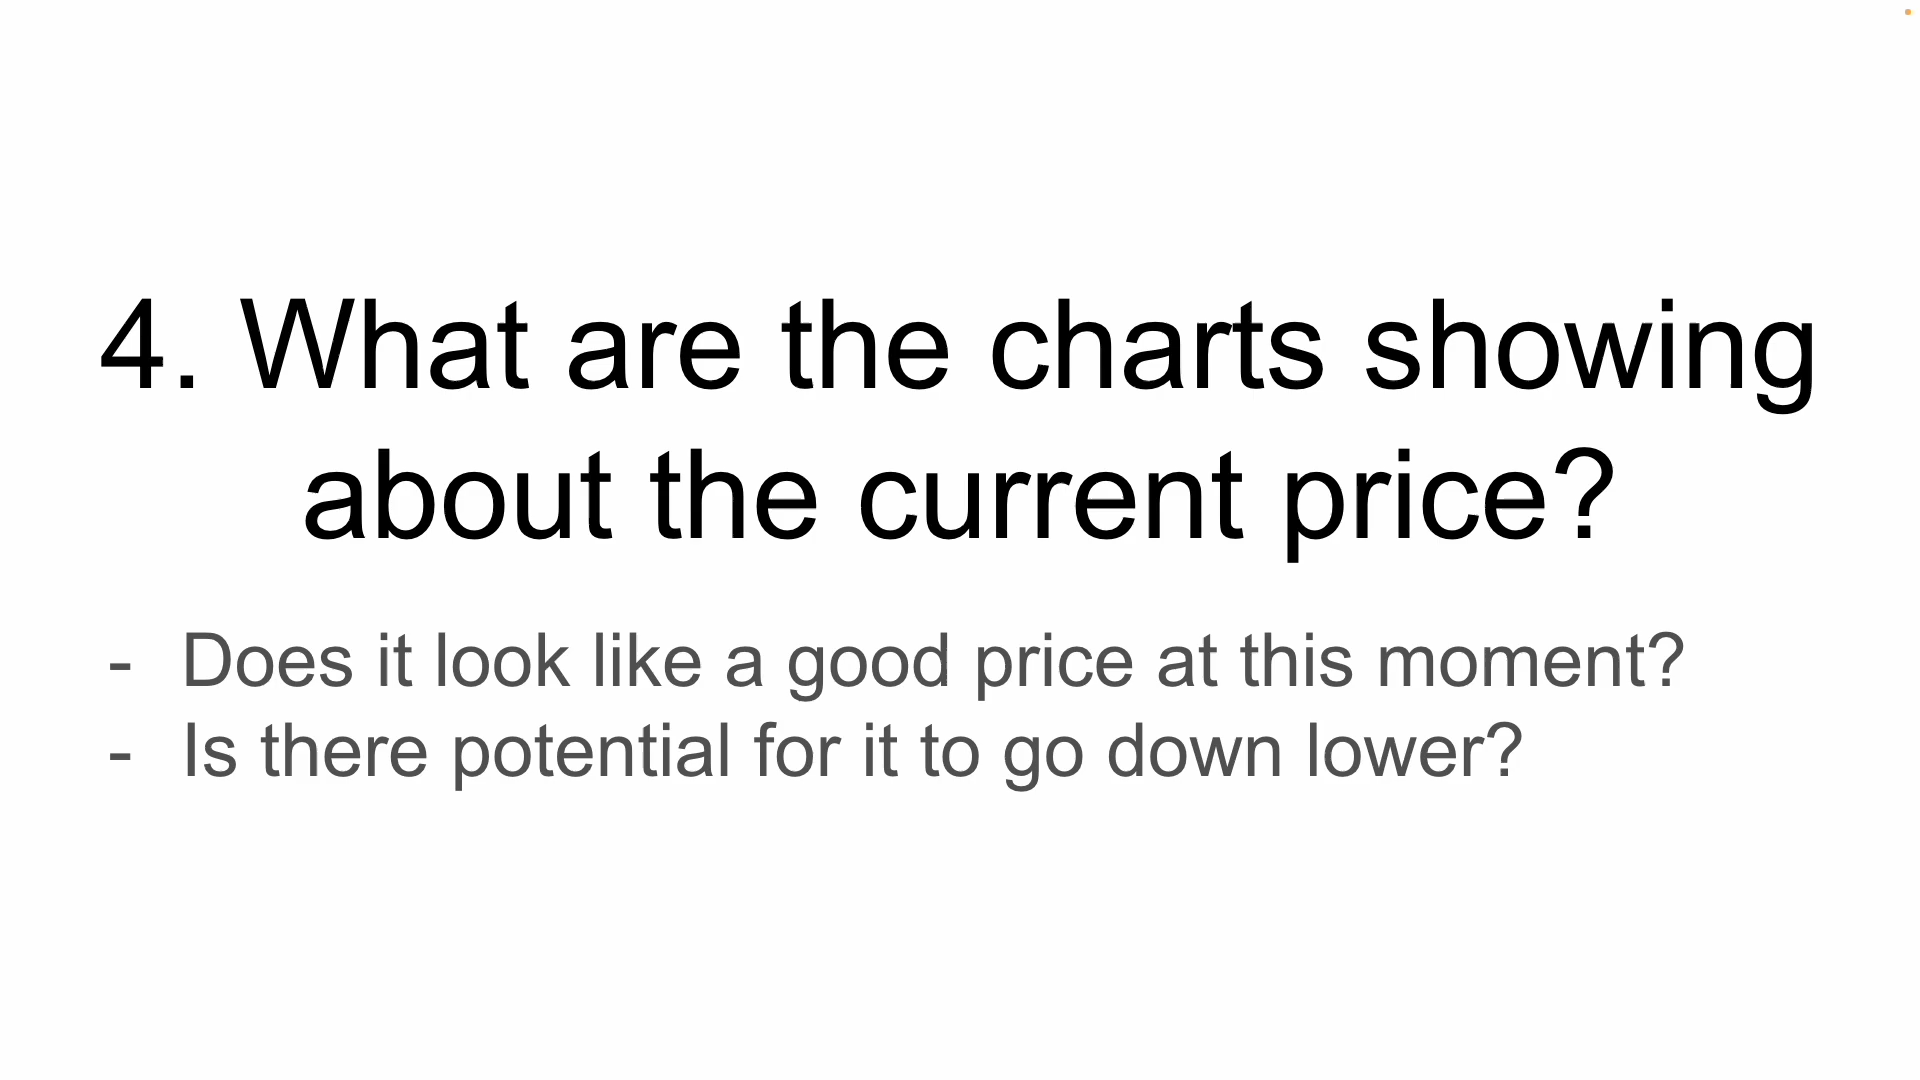 4. What are the charts showing
about the current price?
- Does it look like a good price at this moment?
- Is there potential for it to go down lower?